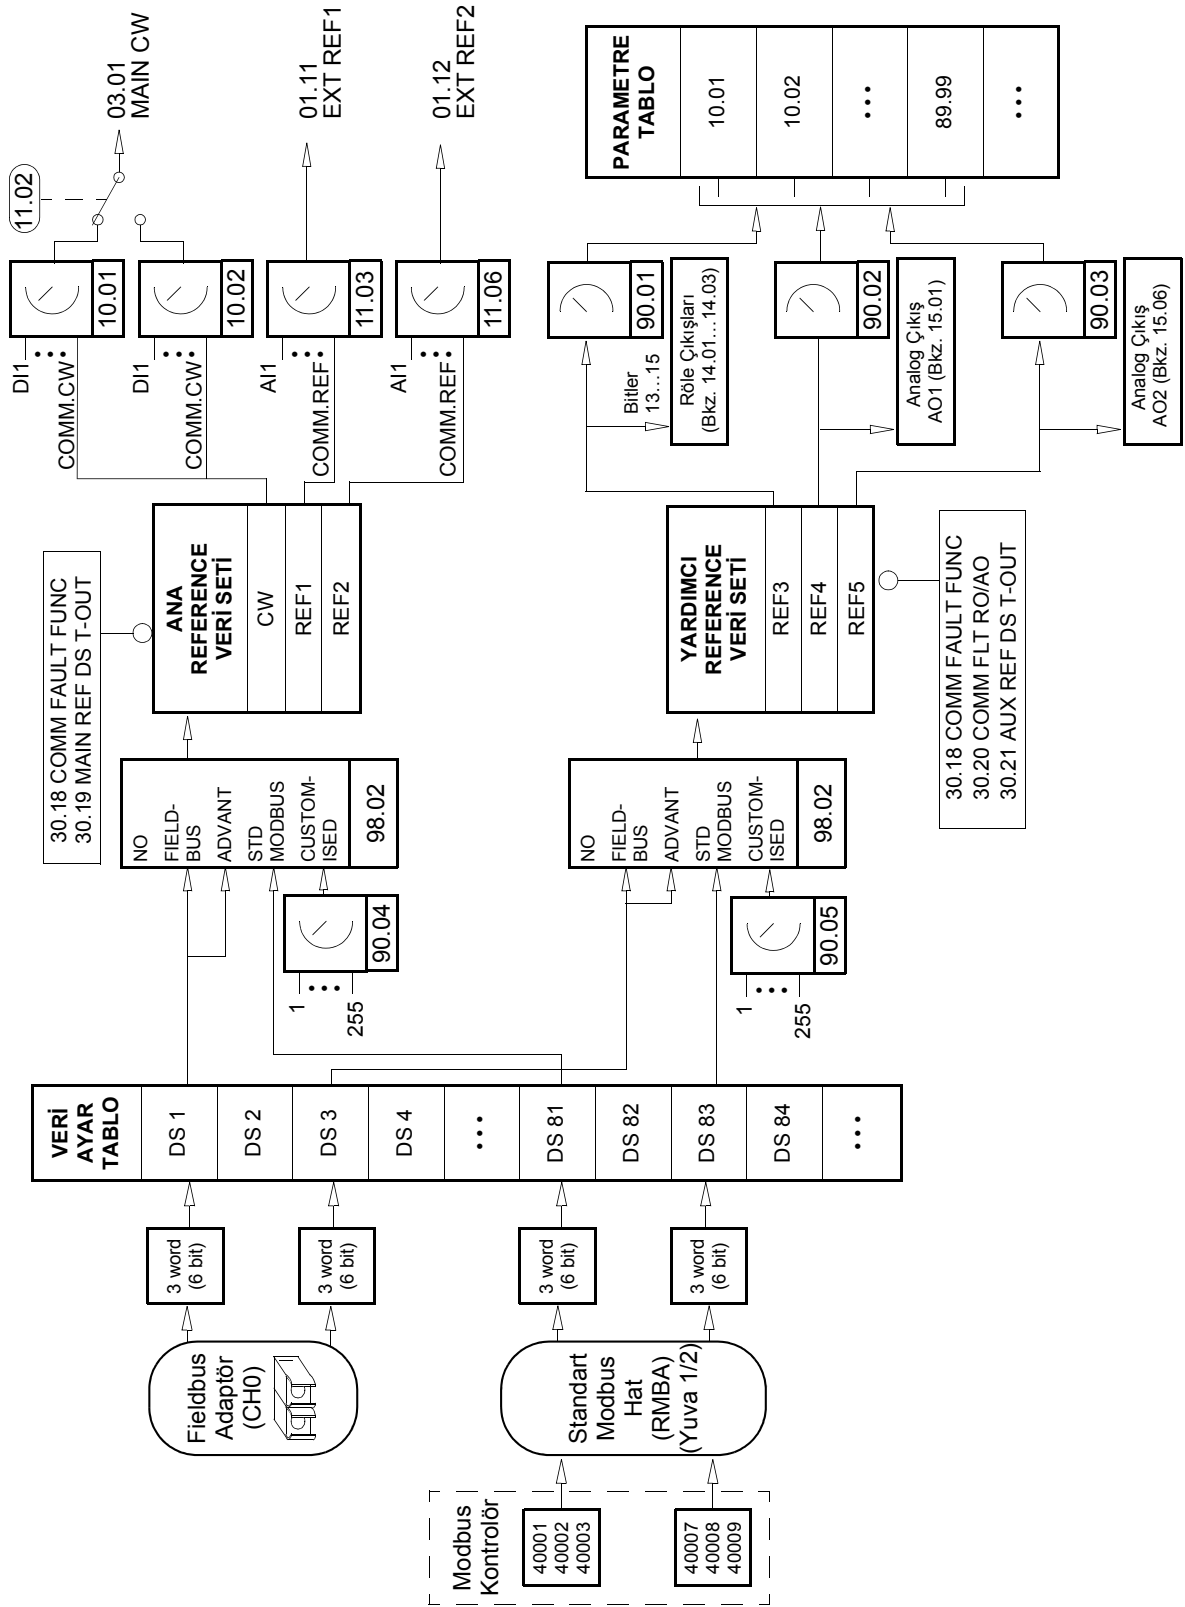 Modbus
Kontrolör
40001
40002
40003
40007
40008
40009
Fieldbus
Adaptör
(CH0)
Standart
Modbus
Hat
(RMBA)
(Yuva 1/2)
3 word
(6 bit)
3 word
(6 bit)
3 word
(6 bit)
3 word
(6 bit)
VERİ
AYAR
TABLO
DS 1
DS 2
DS 3
DS 4
•••
DS 81
DS 82
DS 83
DS 84
•••
1
•••
255
90.04
1
•••
255
90.05
NO
FIELD-
BUS
ADVANT
STD
MODBUS
CUSTOM-
ISED
98.02
NO
FIELD-
BUS
ADVANT
STD
MODBUS
CUSTOM-
ISED
98.02
30.18 COMM FAULT FUNC
30.19 MAIN REF DS T-OUT
ANA
REFERENCE
VERİ SETİ
CW
REF1
REF2
YARDIMCI
REFERENCE
VERİ SETİ
REF3
REF4
REF5
30.18 COMM FAULT FUNC
30.20 COMM FLT RO/AO
30.21 AUX REF DS T-OUT
DI1
•••
COMM.CW
10.01
DI1
•••
COMM.CW
10.02
AI1
•••
COMM.REF
11.03
AI1
•••
COMM.REF
11.06
11.02
03.01
MAIN CW
01.11
EXT REF1
01.12
EXT REF2
Bitler
13...15
Röle Çıkışları
(Bkz. 14.01... 14.03)
90.01
Analog Çıkış
AO1 (Bkz. 15.01)
90.02
Analog Çıkış
AO2 (Bkz. 15.06)
90.03
PARAMETRE
TABLO
10.01
10.02
•••
89.99
•••